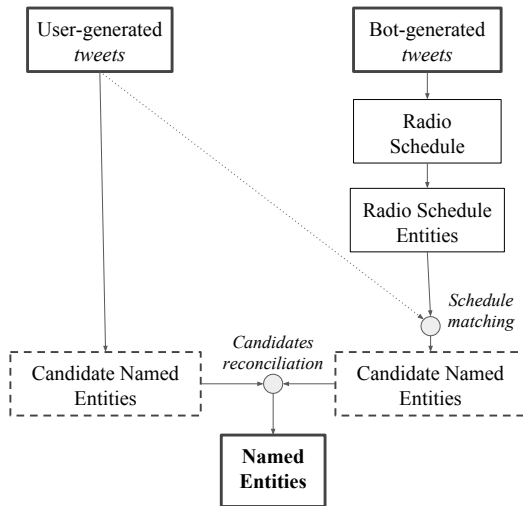 User-generated
tweets
Bot-generated
tweets
Radio
Schedule
Radio Schedule
Entities
Schedule
matching
Candidates
reconciliation
Candidate Named
Entities
Candidate Named
Entities
Named
Entities